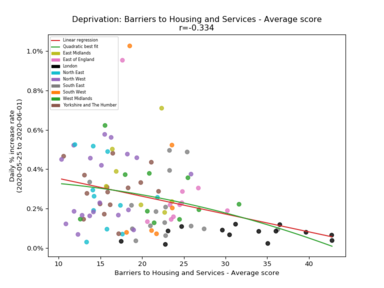 Deprivation: Barriers to Housing and Services - Average score
r=-0.334
Linear regression
Quadratic best fit
East Midlands
East of England
London
North East
North West
South East
South West
West Midlands
Yorkshire and The Humber
Daily % increase rate
(2020-05-25 to 2020-06-01)
1.0%
0.8%
0.6%
0.4%
0.2%
0.0%
10 15 20 25 30 35 40
Barriers to Housing and Services - Average score